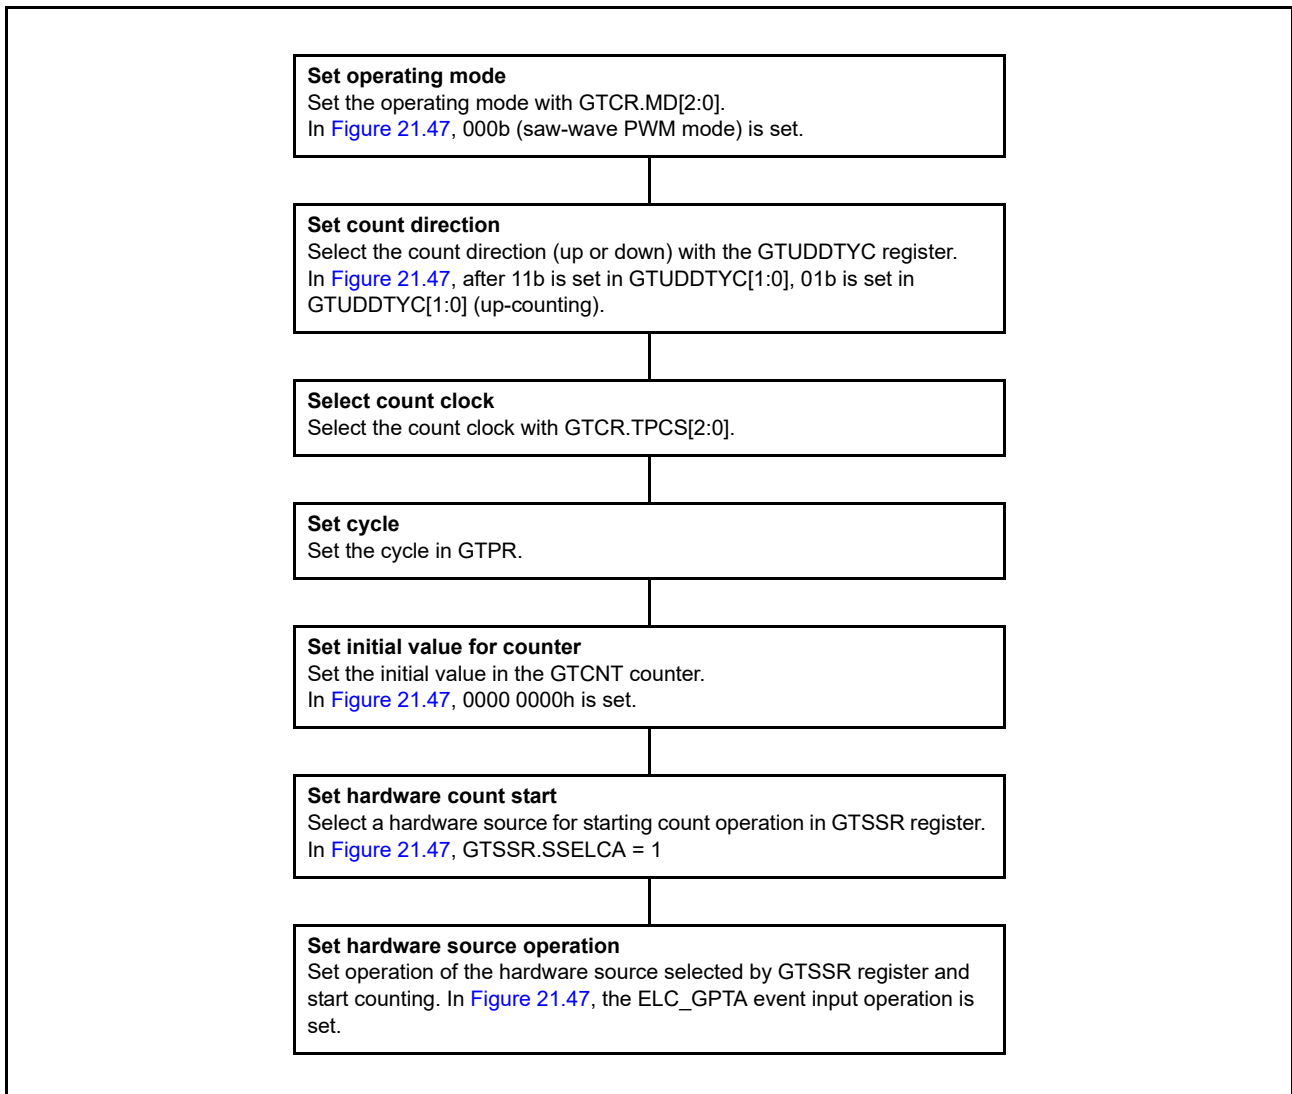 Set operating mode
Set the operating mode with GTCR.MD[2:0].
In Figure 21.47, 000b (saw-wave PWM mode) is set.
Set count direction
Select the count direction (up or down) with the GTUDDTYC register.
In Figure 21.47, after 11b is set in GTUDDTYC[1:0], 01b is set in
GTUDDTYC[1:0] (up-counting).
Select count clock
Select the count clock with GTCR.TPCS[2:0].
Set cycle
Set the cycle in GTPR.
Set initial value for counter
Set the initial value in the GTCNT counter.
In Figure 21.47, 0000 0000h is set.
Set hardware count start
Select a hardware source for starting count operation in GTSSR register.
In Figure 21.47, GTSSR.SSELCA = 1
Set hardware source operation
Set operation of the hardware source selected by GTSSR register and
start counting. In Figure 21.47, the ELC_GPTA event input operation is
set.